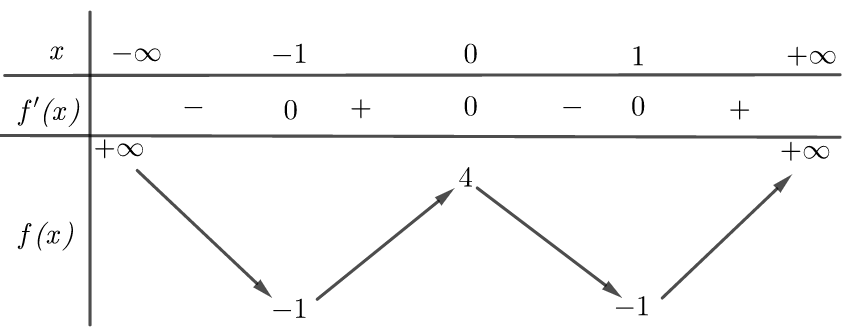 x −∞ −1 0 1 +∞
f′(x) − 0 + 0 − 0 +
+∞ +∞
4
f(x)
−1 −1